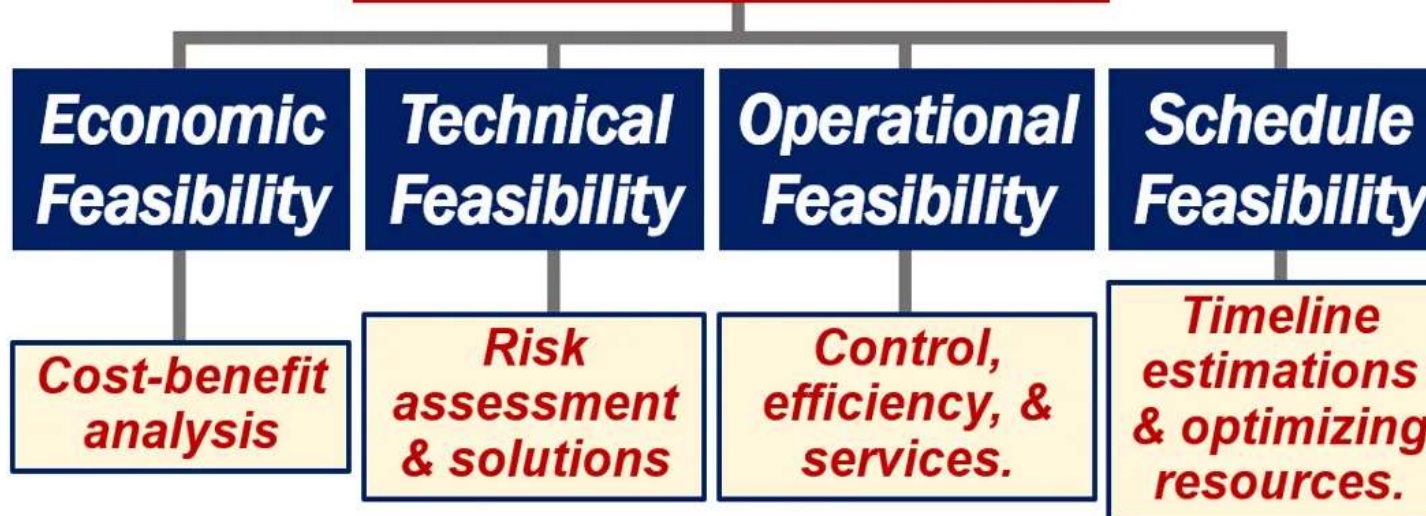 Economic
Feasibility
Technical
Feasibility
Operational
Feasibility
Schedule
Feasibility
Cost-benefit
analysis
Risk
assessment
& solutions
Control,
efficiency, &
services.
Timeline
estimations
& optimizing
resources.